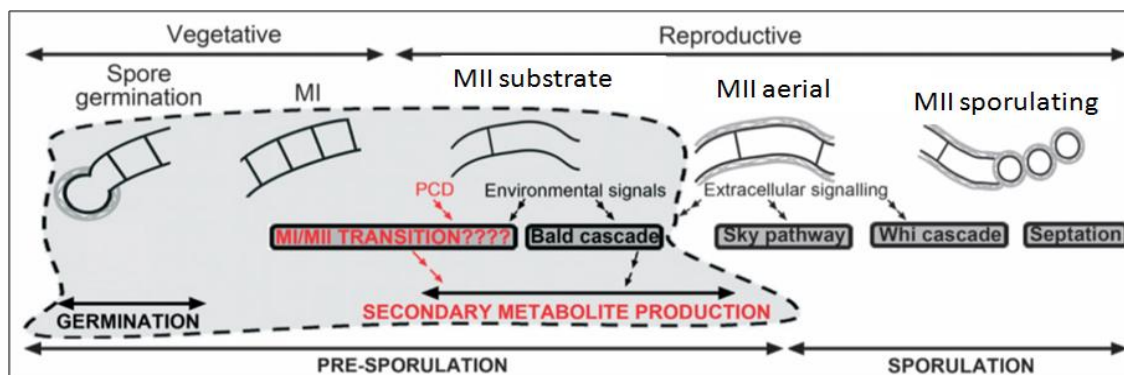 Vegetative
Reproductive
Spore
germination
MI
MII substrate
MII aerial
MII sporulating
PCD
Environmental signals
Extracellular signalling
MI/MII TRANSITION????
Bald cascade
Sky pathway
Whi cascade
Septation
GERMINATION
SECONDARY METABOLITE PRODUCTION
PRE-SPORULATION
SPORULATION